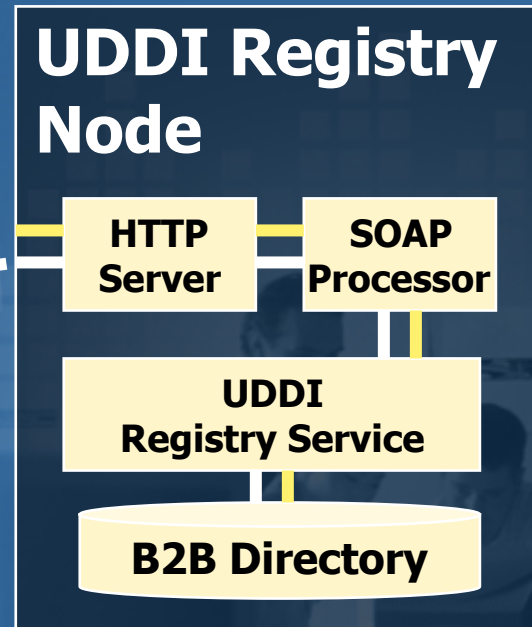 UDDI Registry
Node
HTTP
Server
SOAP
Processor
UDDI
Registry Service
B2B Directory